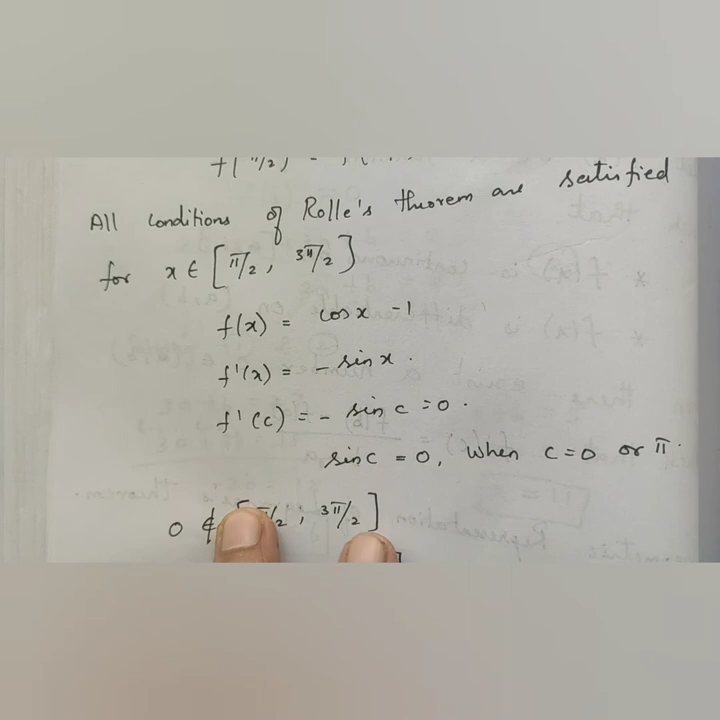 All conditions of Rolle's theorem are satisfied
for x ∈ [π/2, 3π/2]
f(x) = cos x - 1
f'(x) = - sin x.
f'(c) = - sin c = 0.
sin c = 0, when c = 0 or π.
0 ∉ [π/2, 3π/2]